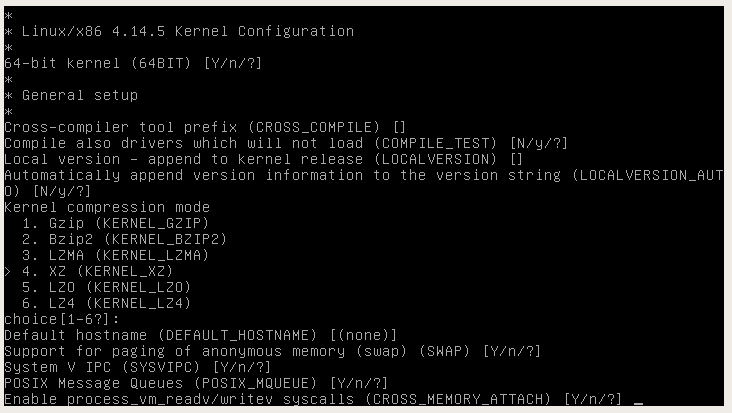 *
* Linux/x86 4.14.5 Kernel Configuration
*
64-bit kernel (64BIT) [Y/n/?]
*
* General setup
*
Cross-compiler tool prefix (CROSS_COMPILE) []
Compile also drivers which will not load (COMPILE_TEST) [N/y/?]
Local version - append to kernel release (LOCALVERSION) []
Automatically append version information to the version string (LOCALVERSION_AUT
O) [N/y/?]
Kernel compression mode
  1. Gzip (KERNEL_GZIP)
  2. Bzip2 (KERNEL_BZIP2)
  3. LZMA (KERNEL_LZMA)
> 4. XZ (KERNEL_XZ)
  5. LZO (KERNEL_LZO)
  6. LZ4 (KERNEL_LZ4)
choice[1-6?]:
Default hostname (DEFAULT_HOSTNAME) [(none)]
Support for paging of anonymous memory (swap) (SWAP) [Y/n/?]
System V IPC (SYSVIPC) [Y/n/?]
POSIX Message Queues (POSIX_MQUEUE) [Y/n/?]
Enable process_vm_readv/writev syscalls (CROSS_MEMORY_ATTACH) [Y/n/?] _